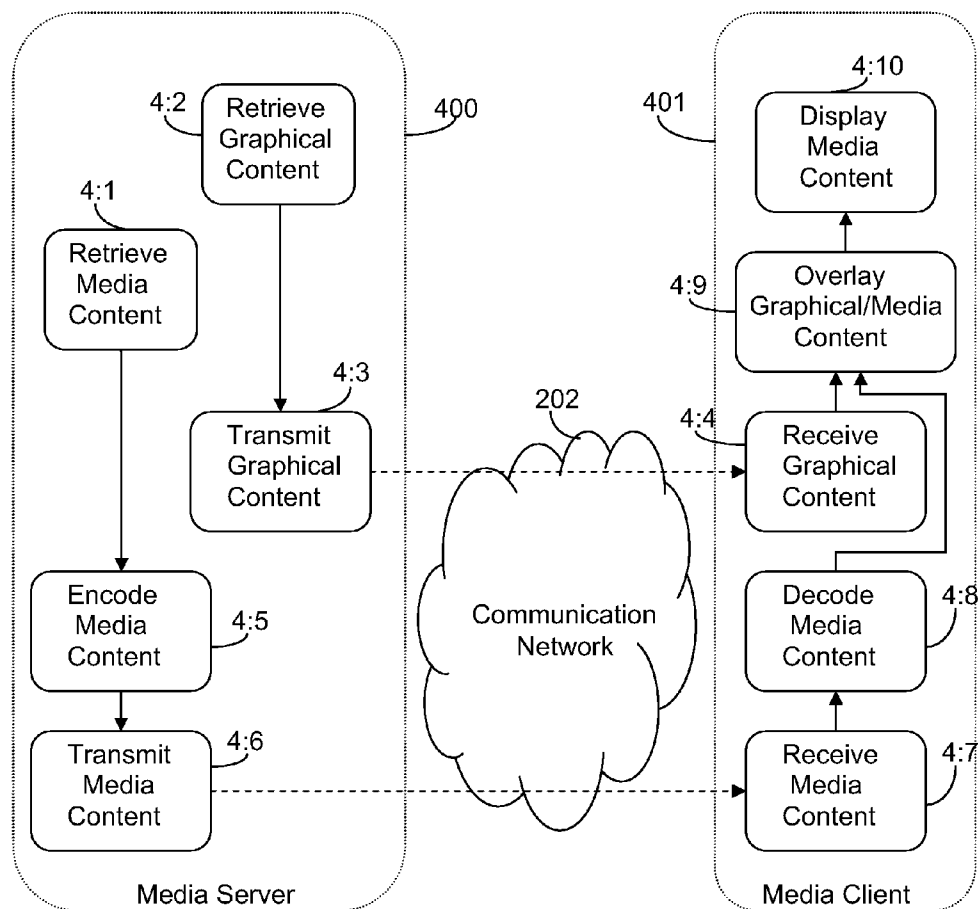 4:2
Retrieve
Graphical
Content
400
4:1
Retrieve
Media
Content
4:3
Transmit
Graphical
Content
Encode
Media
Content
4:5
Transmit
Media
Content
4:6
Media Server
202
Communication
Network
401
4:10
Display
Media
Content
4:9
Overlay
Graphical/Media
Content
4:4
Receive
Graphical
Content
Decode
Media
Content
4:8
Receive
Media
Content
4:7
Media Client